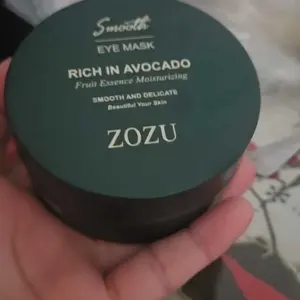 Smooth
EYE MASK
RICH IN AVOCADO
Fruit Essence Moisturizing
SMOOTH AND DELICATE
Beautiful Your Skin
ZOZU